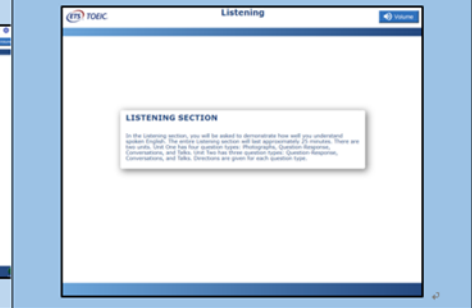 ETS TOEIC.
Listening
Volume
LISTENING SECTION
In the Listening section, you will be asked to demonstrate how well you understand
spoken English. The entire Listening section will last approximately 25 minutes. There are
two units. Unit One has four question types: Photographs, Question-Response,
Conversations, and Talks. Unit Two has three question types: Question-Response,
Conversations, and Talks. Directions are given for each question type.